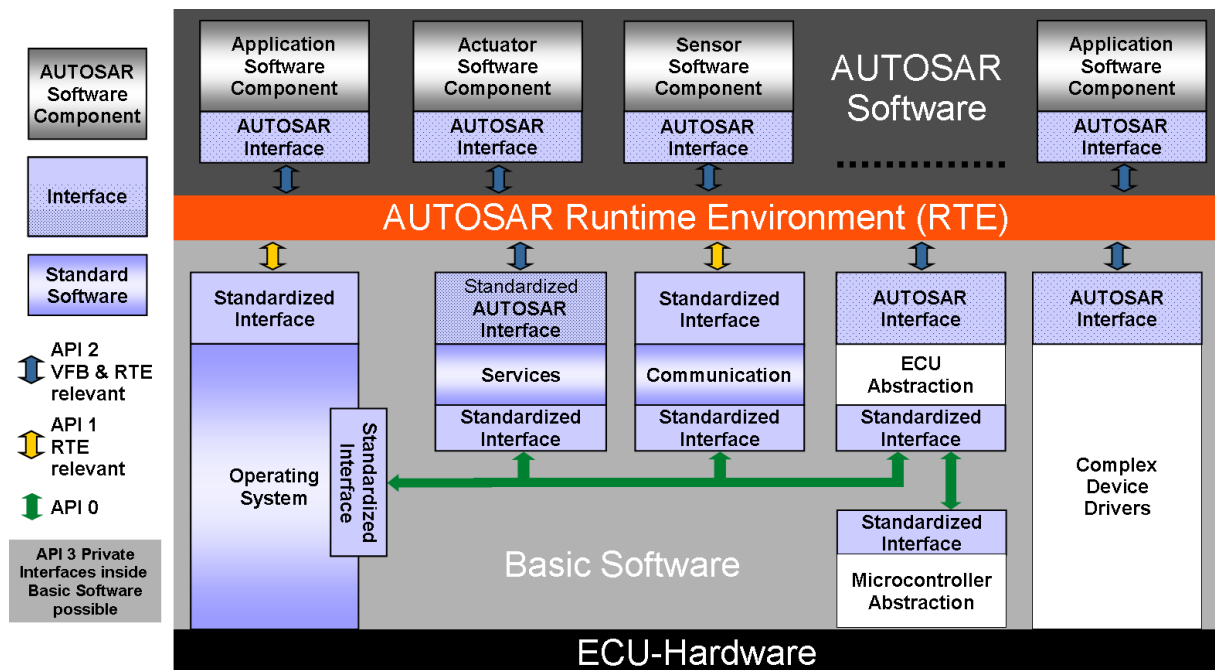 AUTOSAR
Software
Component
Interface
Standard
Software
API 2
VFB & RTE
relevant
API 1
RTE
relevant
API 0
API 3 Private
Interfaces inside
Basic Software
possible
Application
Software
Component
AUTOSAR
Interface
Actuator
Software
Component
AUTOSAR
Interface
Sensor
Software
Component
AUTOSAR
Interface
AUTOSAR
Software
Application
Software
Component
AUTOSAR
Interface
AUTOSAR Runtime Environment (RTE)
Standardized
Interface
Operating
System
Standardized
Interface
Standardized
AUTOSAR
Interface
Services
Standardized
Interface
Standardized
Interface
Communication
Standardized
Interface
AUTOSAR
Interface
ECU
Abstraction
Standardized
Interface
Standardized
Interface
Microcontroller
Abstraction
AUTOSAR
Interface
Complex
Device
Drivers
Basic Software
ECU-Hardware